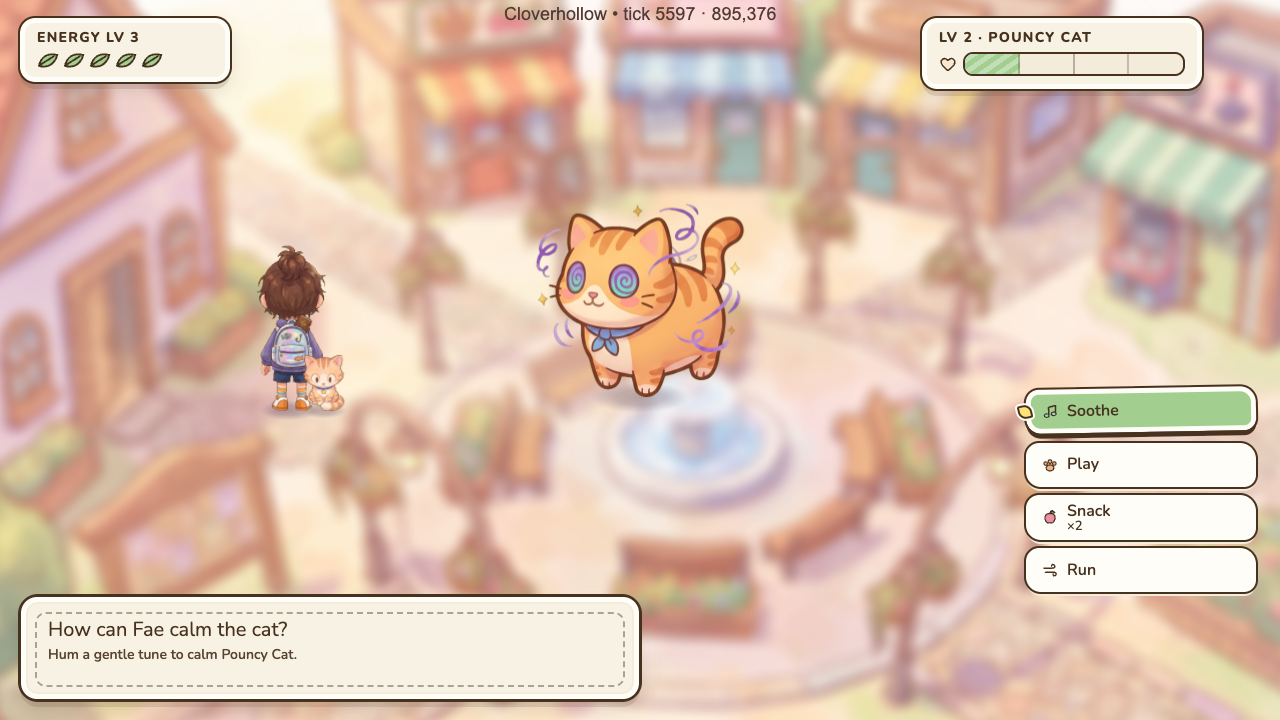 Cloverhollow • tick 5597 · 895,376
ENERGY LV 3
LV 2 · POUNCY CAT
Soothe
Play
Snack
×2
Run
How can Fae calm the cat?
Hum a gentle tune to calm Pouncy Cat.